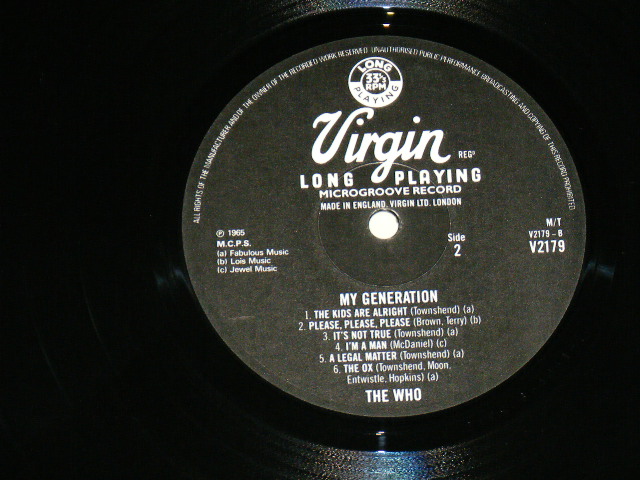 ALL RIGHTS OF THE MANUFACTURER AND OF THE OWNER OF THE RECORDED WORK RESERVED. UNAUTHORISED PUBLIC PERFORMANCE, BROADCASTING AND COPYING OF THIS RECORD PROHIBITED
LONG
33⅓
RPM
PLAYING
Virgin REGD
LONG PLAYING
MICROGROOVE RECORD
MADE IN ENGLAND. VIRGIN LTD. LONDON
M/T
V2179-B
V2179
Side
2
℗ 1965
M.C.P.S.
(a) Fabulous Music
(b) Lois Music
(c) Jewel Music
MY GENERATION
1. THE KIDS ARE ALRIGHT (Townshend) (a)
2. PLEASE, PLEASE, PLEASE (Brown, Terry) (b)
3. IT'S NOT TRUE (Townshend) (a)
4. I'M A MAN (McDaniel) (c)
5. A LEGAL MATTER (Townshend) (a)
6. THE OX (Townshend, Moon,
Entwistle, Hopkins) (a)
THE WHO